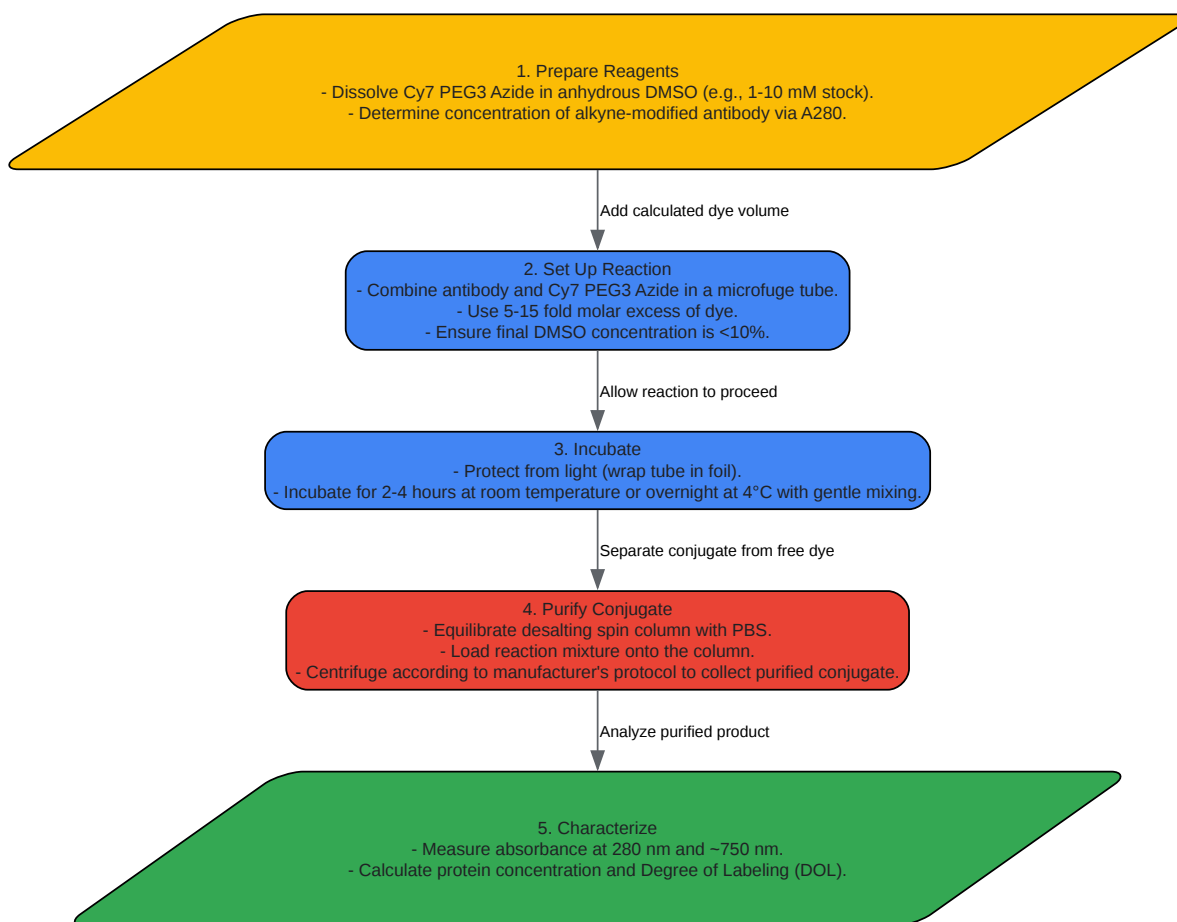 1. Prepare Reagents
- Dissolve Cy7 PEG3 Azide in anhydrous DMSO (e.g., 1-10 mM stock).
- Determine concentration of alkyne-modified antibody via A280.
Add calculated dye volume
2. Set Up Reaction
- Combine antibody and Cy7 PEG3 Azide in a microfuge tube.
- Use 5-15 fold molar excess of dye.
- Ensure final DMSO concentration is <10%.
Allow reaction to proceed
3. Incubate
- Protect from light (wrap tube in foil).
- Incubate for 2-4 hours at room temperature or overnight at 4°C with gentle mixing.
Separate conjugate from free dye
4. Purify Conjugate
- Equilibrate desalting spin column with PBS.
- Load reaction mixture onto the column.
- Centrifuge according to manufacturer's protocol to collect purified conjugate.
Analyze purified product
5. Characterize
- Measure absorbance at 280 nm and ~750 nm.
- Calculate protein concentration and Degree of Labeling (DOL).